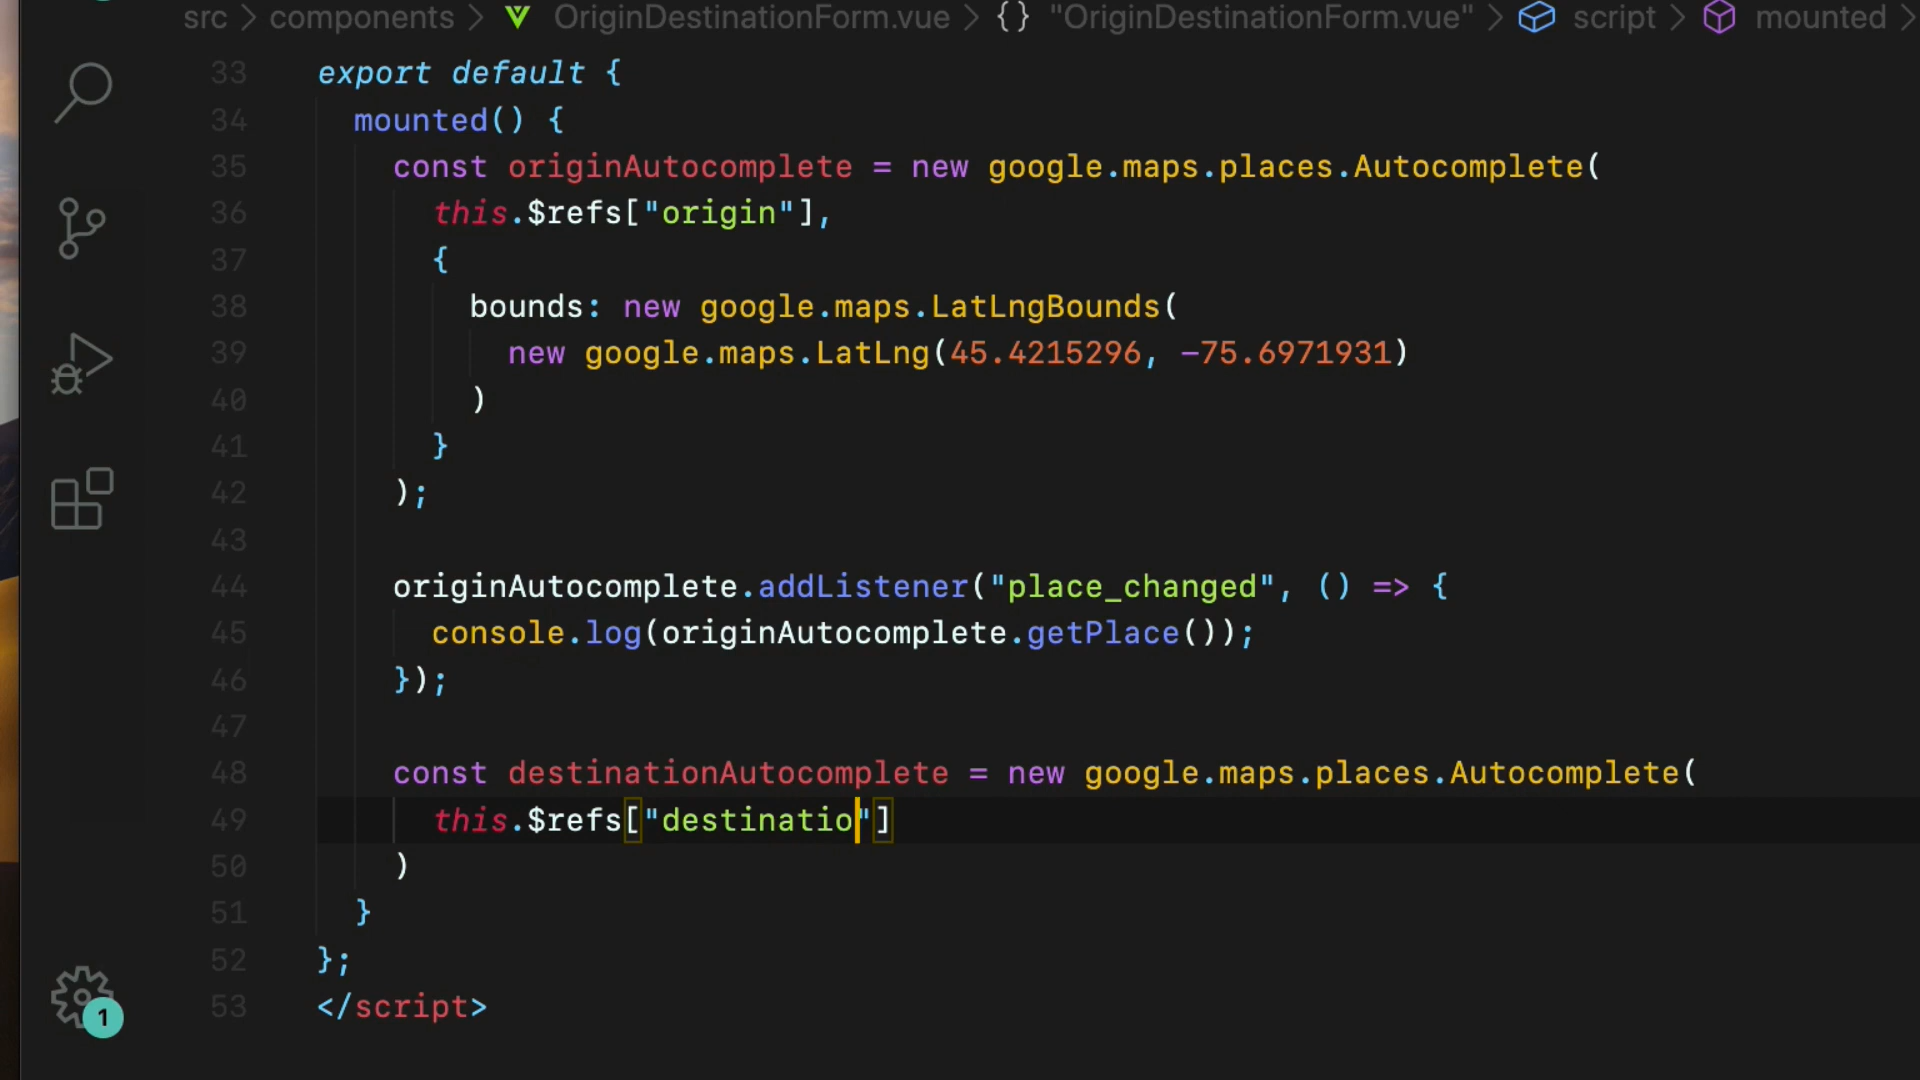 src > components > OriginDestinationForm.vue > {} "OriginDestinationForm.vue" > script > mounted >
33 export default {
34 mounted() {
35 const originAutocomplete = new google.maps.places.Autocomplete(
36 this.$refs["origin"],
37 {
38 bounds: new google.maps.LatLngBounds(
39 new google.maps.LatLng(45.4215296, -75.6971931)
40 )
41 }
42 );
43
44 originAutocomplete.addListener("place_changed", () => {
45 console.log(originAutocomplete.getPlace());
46 });
47
48 const destinationAutocomplete = new google.maps.places.Autocomplete(
49 this.$refs["destinatio"]
50 )
51 }
52 };
53 </script>
1